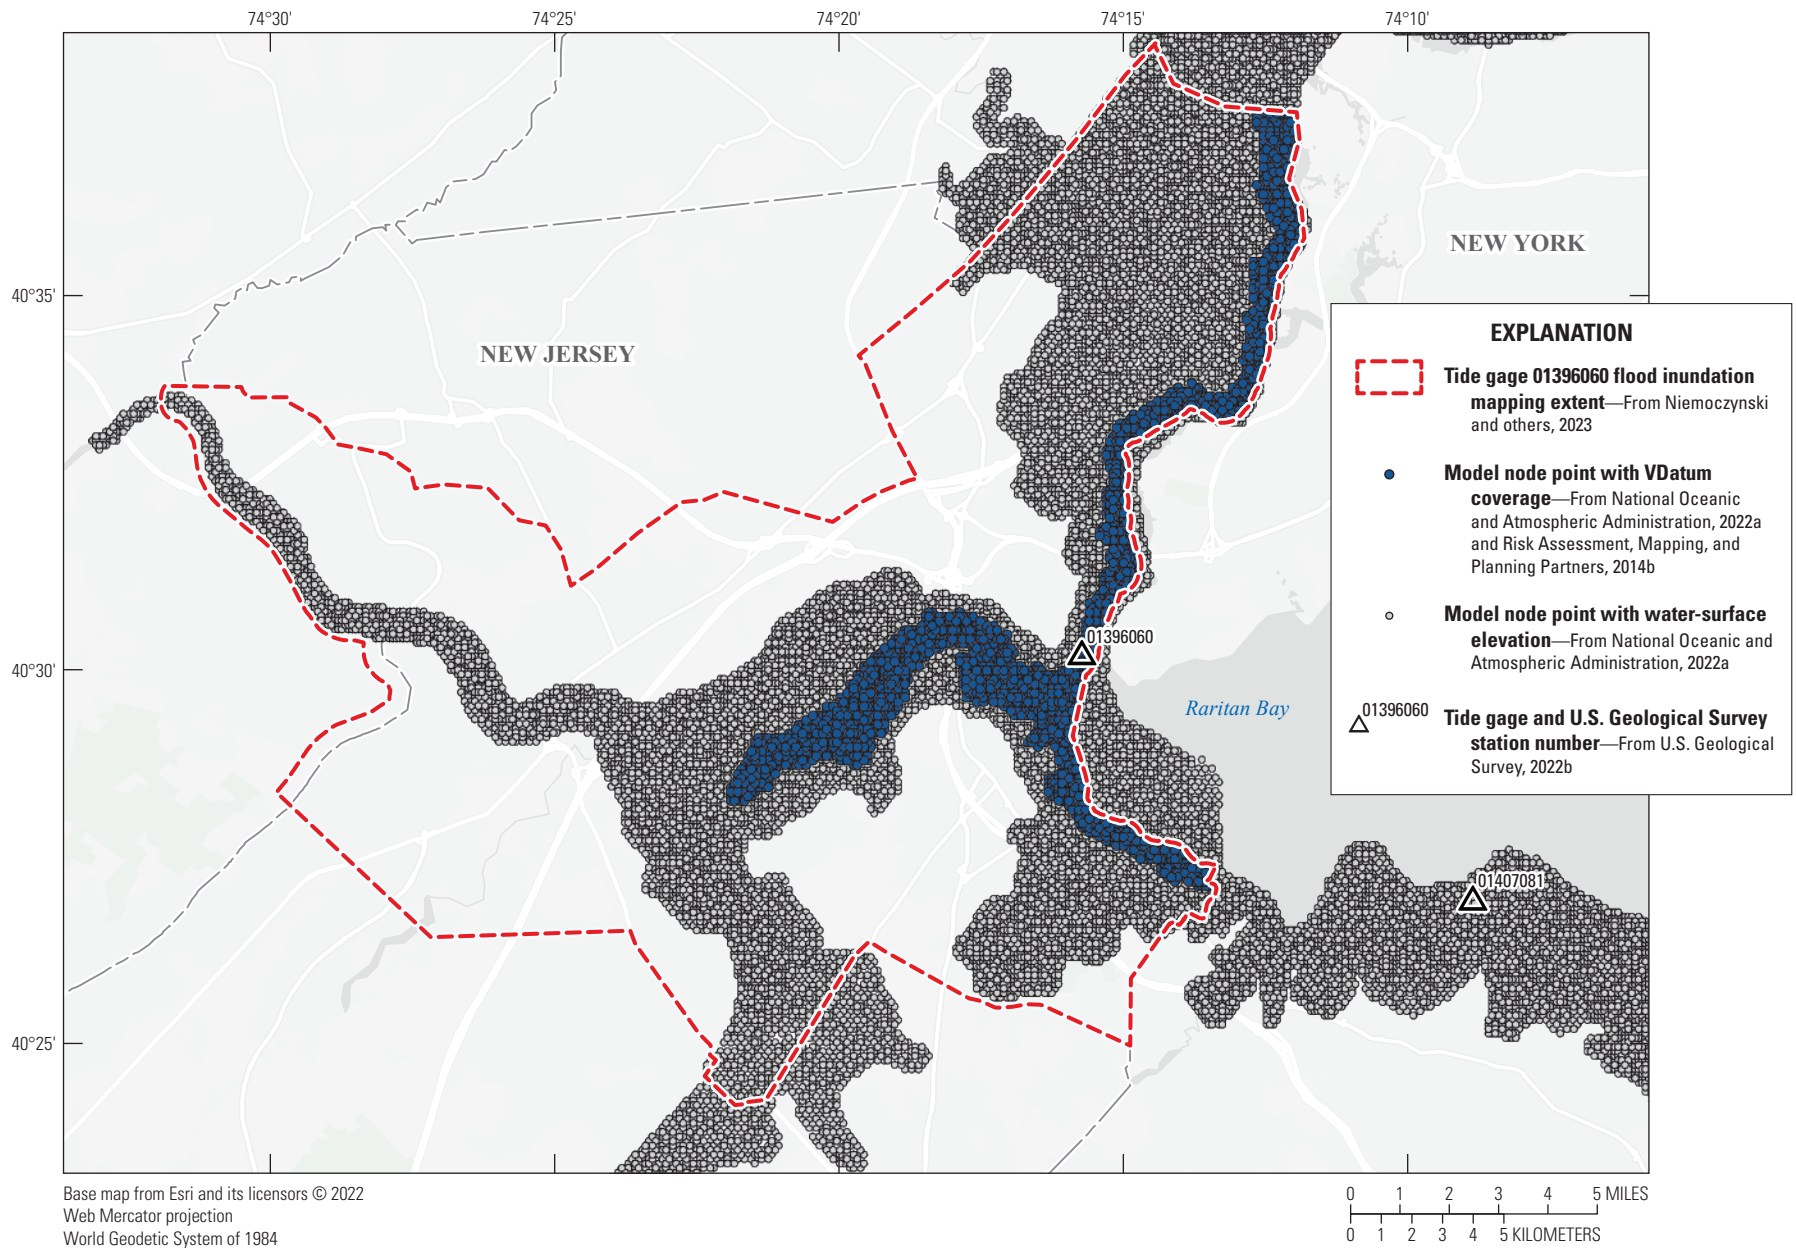 74°30'
74°25'
74°20'
74°15'
74°10'
40°35'
40°30'
40°25'
NEW JERSEY
NEW YORK
Raritan Bay
01396060
01407081
EXPLANATION
Tide gage 01396060 flood inundation
mapping extent—From Niemoczynski
and others, 2023
Model node point with VDatum
coverage—From National Oceanic
and Atmospheric Administration, 2022a
and Risk Assessment, Mapping, and
Planning Partners, 2014b
Model node point with water-surface
elevation—From National Oceanic and
Atmospheric Administration, 2022a
01396060
Tide gage and U.S. Geological Survey
station number—From U.S. Geological
Survey, 2022b
Base map from Esri and its licensors © 2022
Web Mercator projection
World Geodetic System of 1984
0 1 2 3 4 5 MILES
0 1 2 3 4 5 KILOMETERS